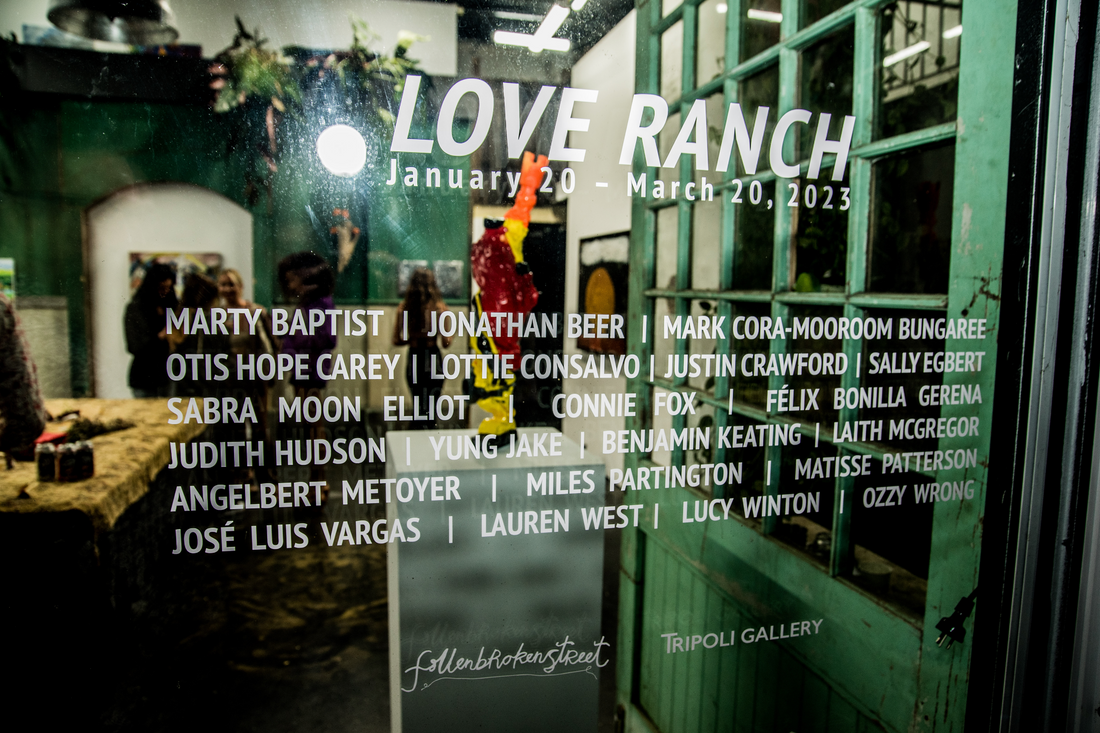 LOVE RANCH
January 20 – March 20, 2023
MARTY BAPTIST | JONATHAN BEER | MARK CORA-MOOROOM BUNGAREE
OTIS HOPE CAREY | LOTTIE CONSALVO | JUSTIN CRAWFORD | SALLY EGBERT
SABRA MOON ELLIOT | CONNIE FOX | FÉLIX BONILLA GERENA
JUDITH HUDSON | YUNG JAKE | BENJAMIN KEATING | LAITH MCGREGOR
ANGELBERT METOYER | MILES PARTINGTON | MATISSE PATTERSON
JOSÉ LUIS VARGAS | LAUREN WEST | LUCY WINTON | OZZY WRONG
follenbrokenstreet
TRIPOLI GALLERY